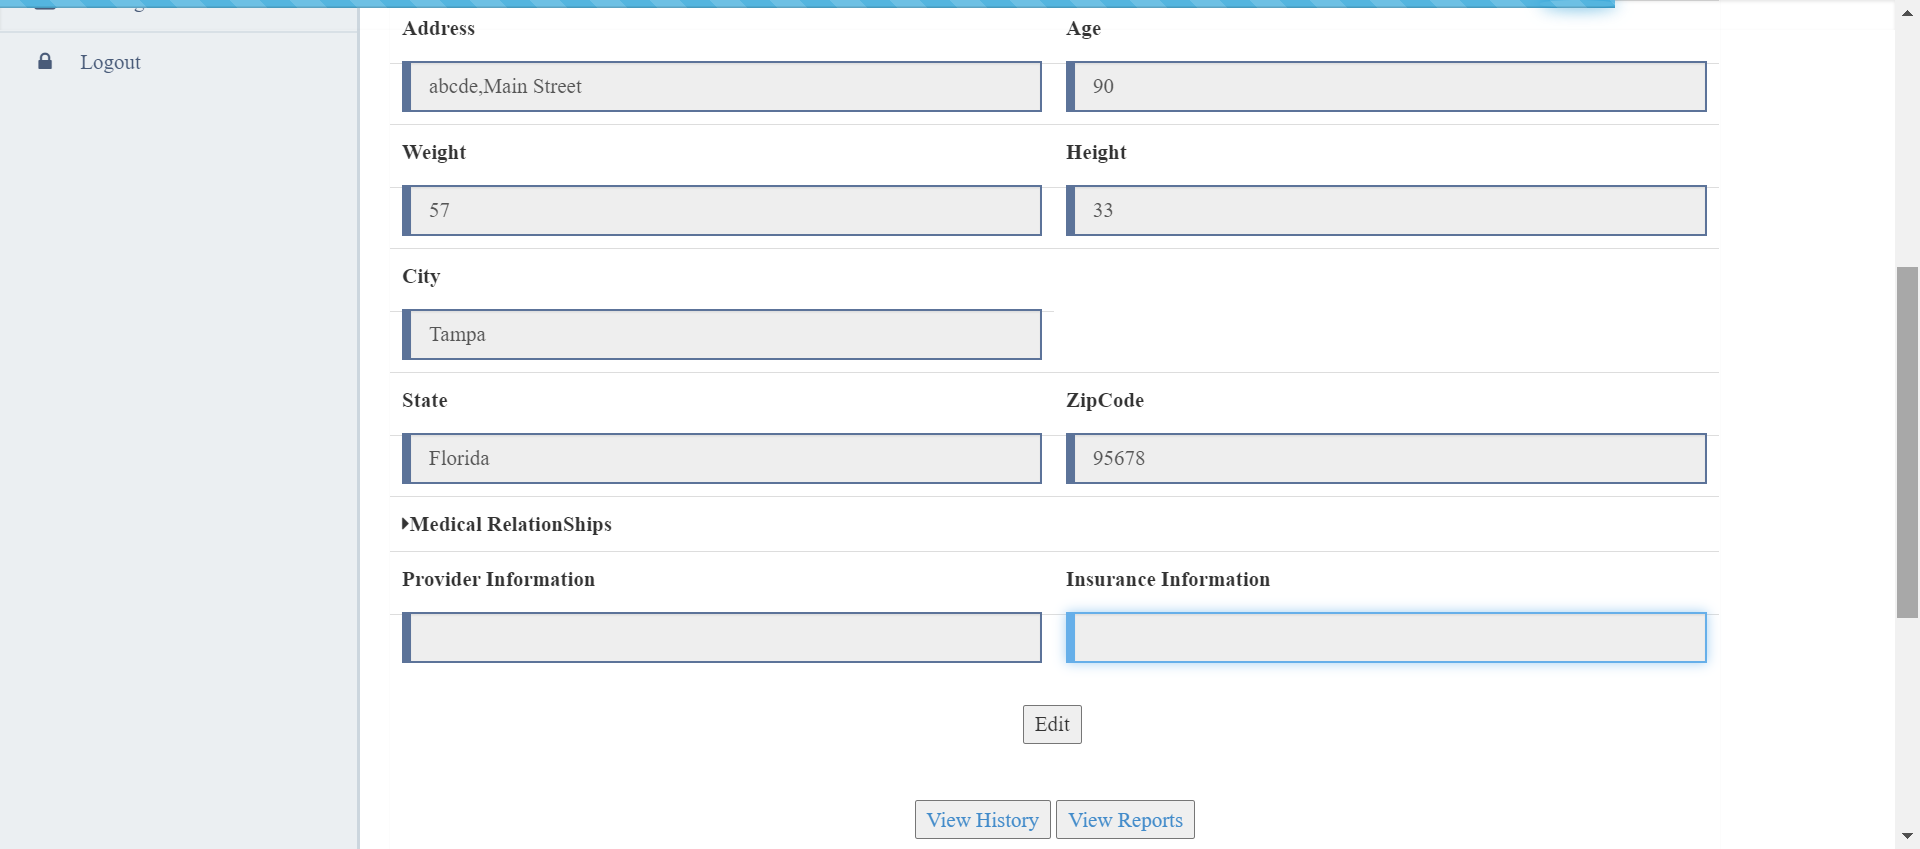 Address Age
abcde,Main Street 90
Logout
Weight Height
57 33
City
Tampa
State ZipCode
Florida 95678
Medical RelationShips
Provider Information Insurance Information
Edit
View History View Reports